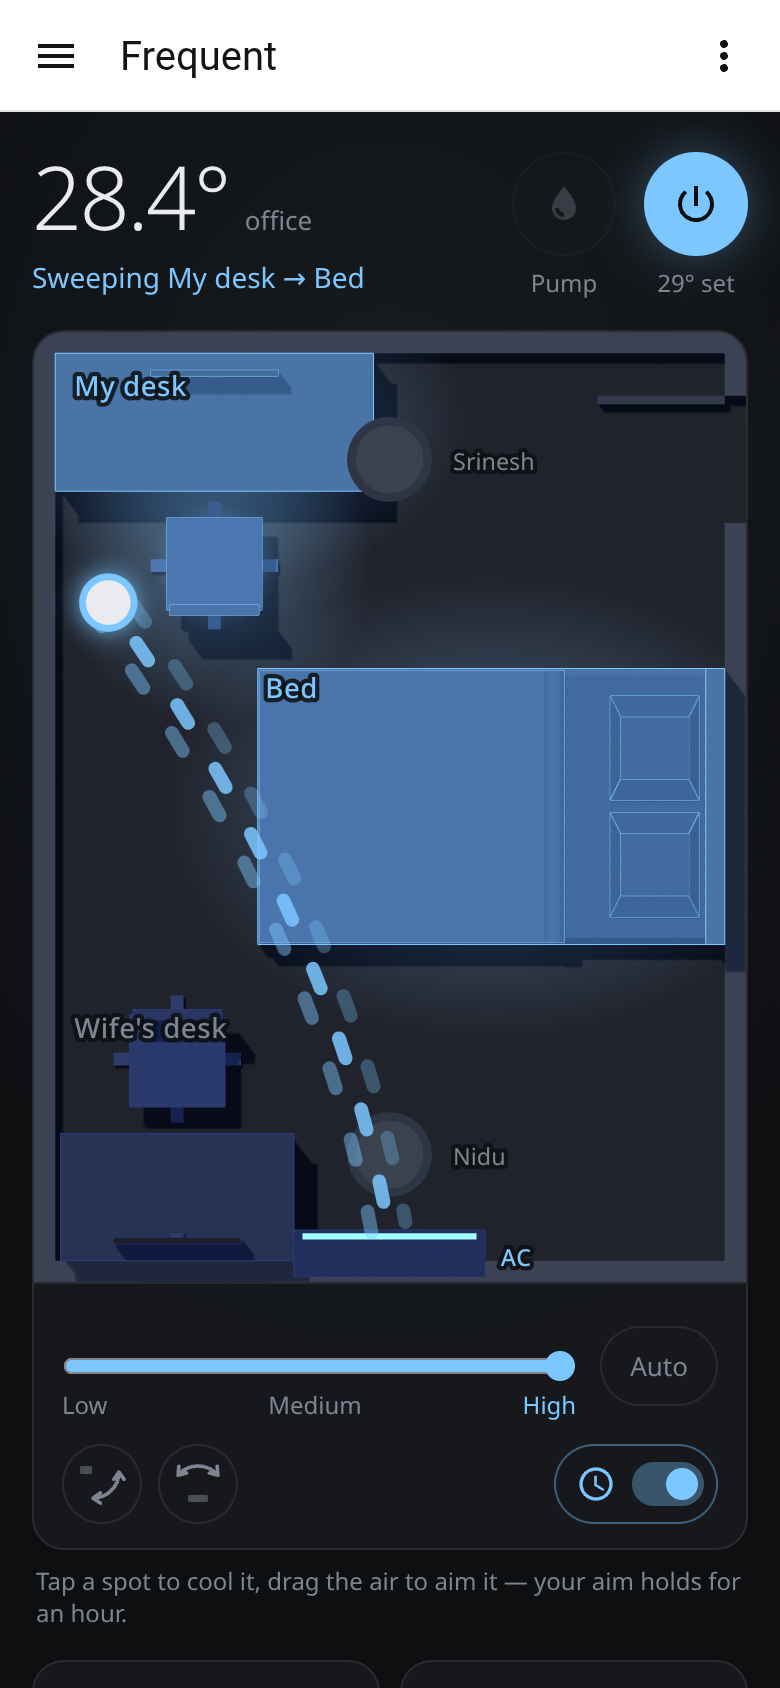 Frequent
28.4° office
Sweeping My desk → Bed
Pump
29° set
My desk
Srinesh
Bed
Wife's desk
Nidu
AC
Auto
Low
Medium
High
Tap a spot to cool it, drag the air to aim it — your aim holds for
an hour.